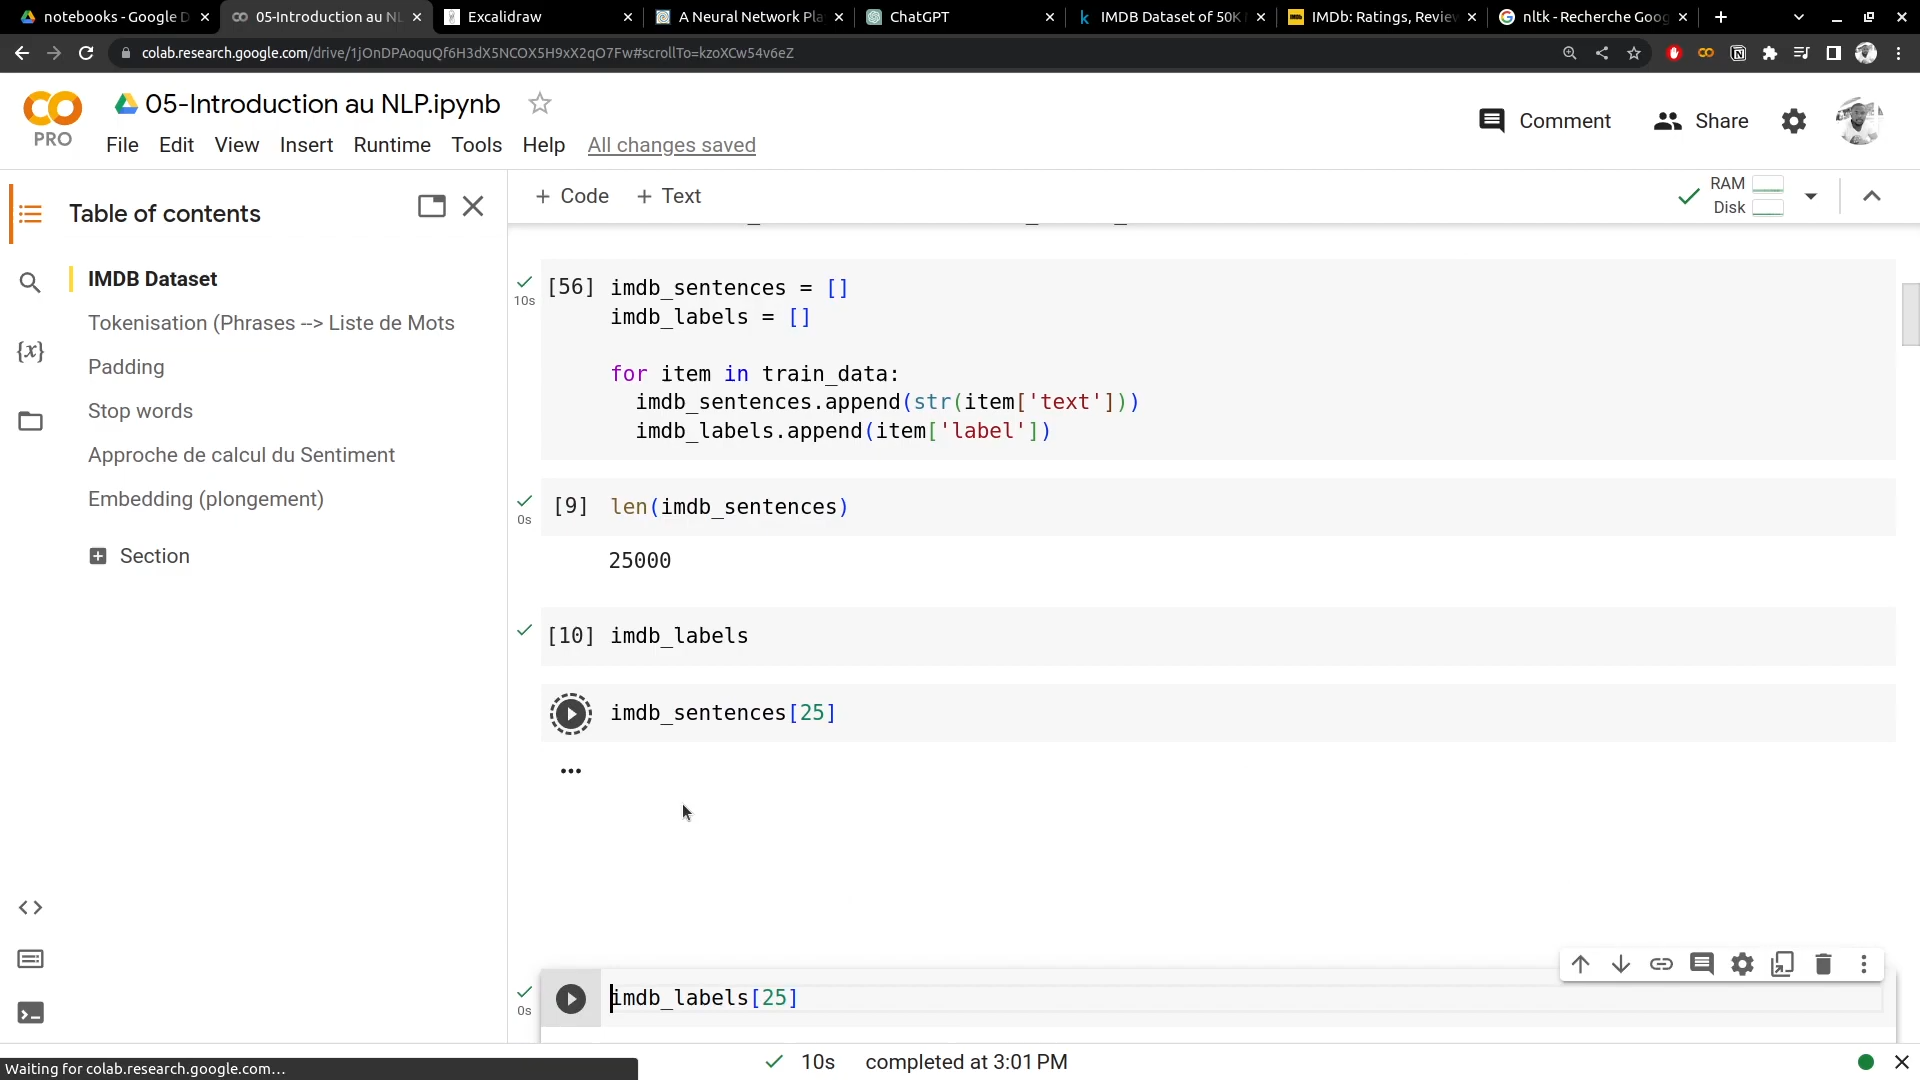 notebooks - Google D
05-Introduction au NL
Excalidraw
A Neural Network Pla
ChatGPT
IMDB Dataset of 50K
IMDb: Ratings, Review
nltk - Recherche Goog
colab.research.google.com/drive/1jOnDPAoquQf6H3dX5NCOX5H9xX2qO7Fw#scrollTo=kzoXCw54v6eZ
PRO
05-Introduction au NLP.ipynb
File Edit View Insert Runtime Tools Help All changes saved
Comment
Share
Table of contents
IMDB Dataset
Tokenisation (Phrases --> Liste de Mots
Padding
Stop words
Approche de calcul du Sentiment
Embedding (plongement)
Section
+ Code + Text
RAM
Disk
[56] imdb_sentences = []
10s
imdb_labels = []
for item in train_data:
imdb_sentences.append(str(item['text']))
imdb_labels.append(item['label'])
[9] len(imdb_sentences)
0s
25000
[10] imdb_labels
imdb_sentences[25]
...
imdb_labels[25]
0s
10s completed at 3:01 PM
Waiting for colab.research.google.com...